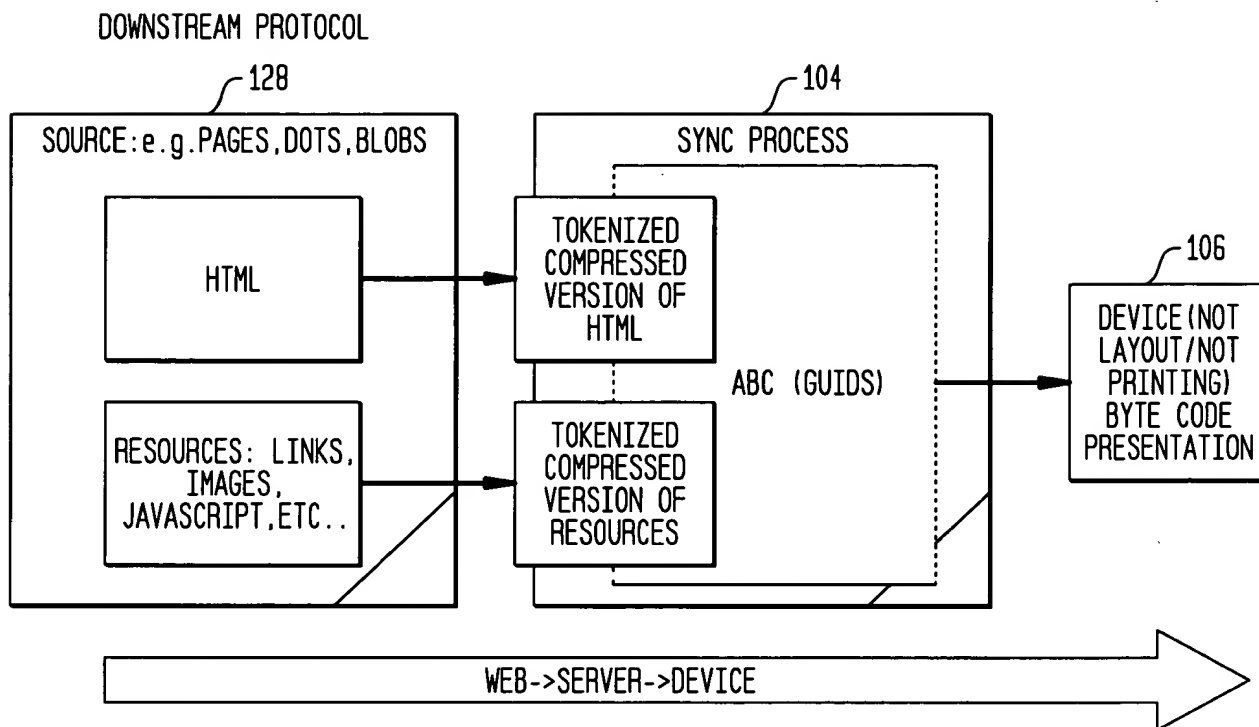 DOWNSTREAM PROTOCOL
128
SOURCE:e.g.PAGES,DOTS,BLOBS
HTML
RESOURCES: LINKS,
IMAGES,
JAVASCRIPT,ETC..
104
SYNC PROCESS
TOKENIZED
COMPRESSED
VERSION OF
HTML
ABC (GUIDS)
TOKENIZED
COMPRESSED
VERSION OF
RESOURCES
106
DEVICE(NOT
LAYOUT/NOT
PRINTING)
BYTE CODE
PRESENTATION
WEB->SERVER->DEVICE